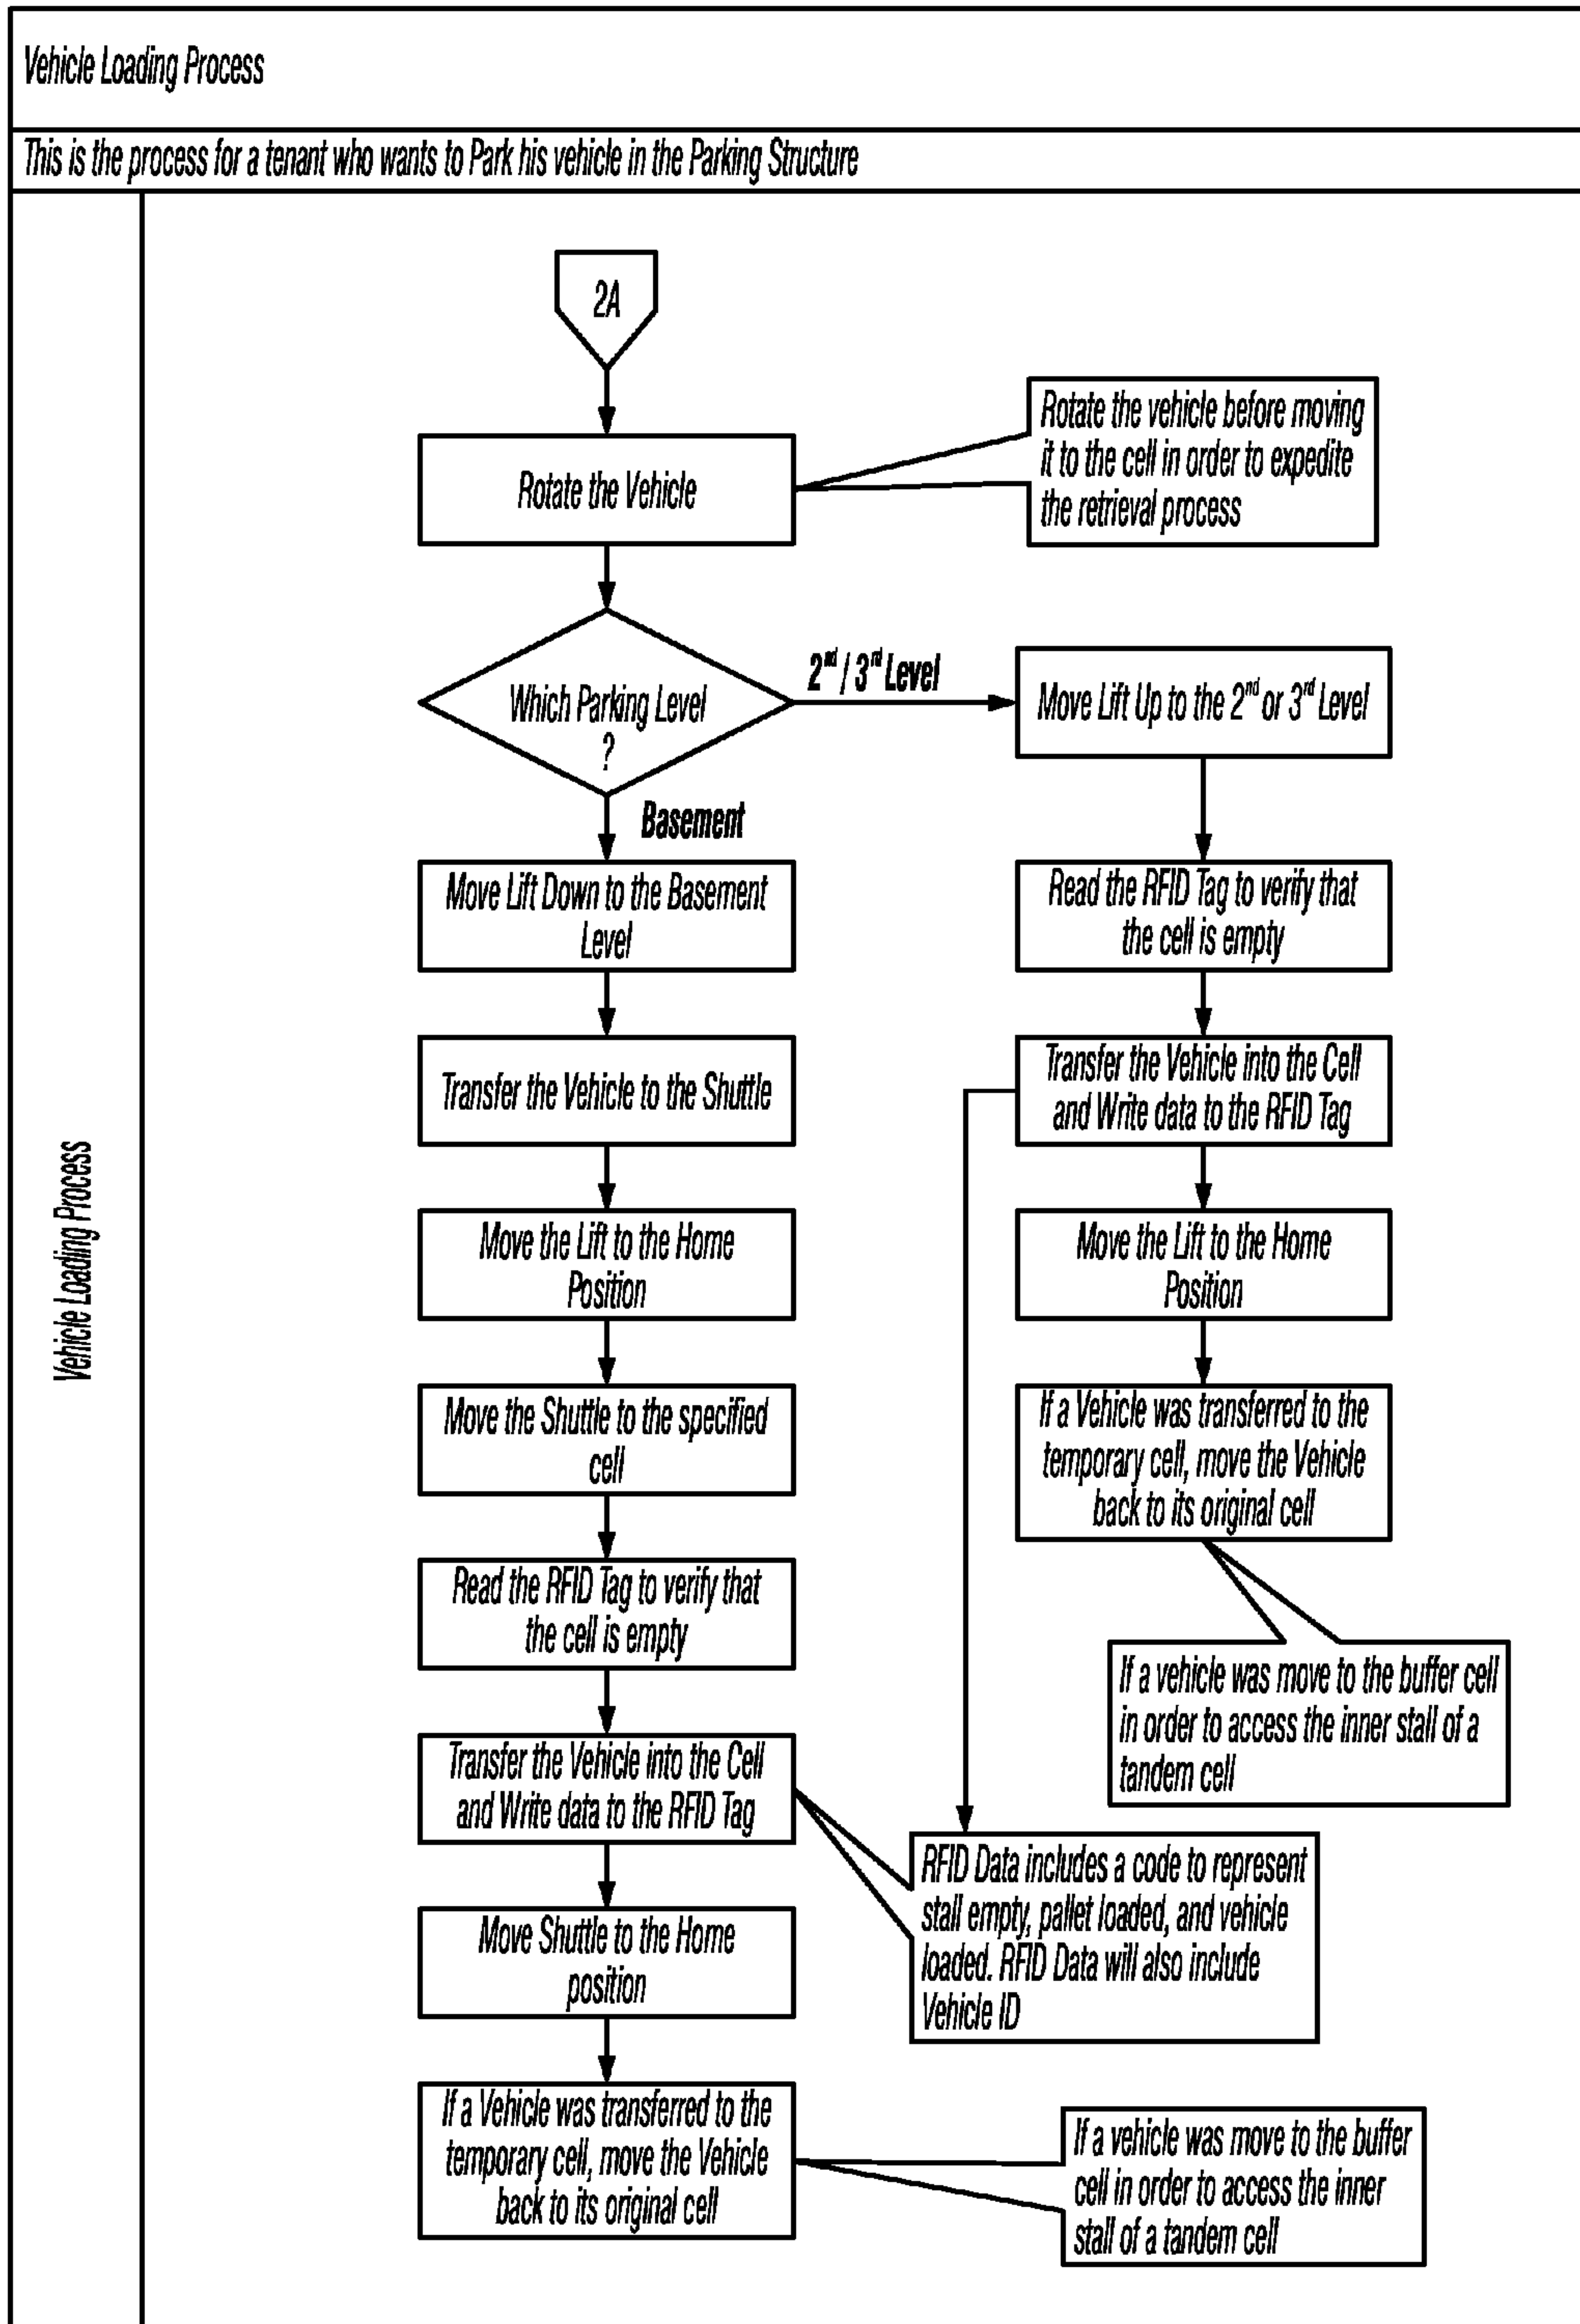 Vehicle Loading Process
This is the process for a tenant who wants to Park his vehicle in the Parking Structure
Vehicle Loading Process
2A
Rotate the Vehicle
Rotate the vehicle before moving
it to the cell in order to expedite
the retrieval process
Which Parking Level
?
2nd / 3rd Level
Move Lift Up to the 2nd or 3rd Level
Basement
Move Lift Down to the Basement
Level
Read the RFID Tag to verify that
the cell is empty
Transfer the Vehicle to the Shuttle
Transfer the Vehicle into the Cell
and Write data to the RFID Tag
Move the Lift to the Home
Position
Move the Lift to the Home
Position
Move the Shuttle to the specified
cell
If a Vehicle was transferred to the
temporary cell, move the Vehicle
back to its original cell
Read the RFID Tag to verify that
the cell is empty
If a vehicle was move to the buffer cell
in order to access the inner stall of a
tandem cell
Transfer the Vehicle into the Cell
and Write data to the RFID Tag
RFID Data includes a code to represent
stall empty, pallet loaded, and vehicle
loaded. RFID Data will also include
Vehicle ID
Move Shuttle to the Home
position
If a Vehicle was transferred to the
temporary cell, move the Vehicle
back to its original cell
If a vehicle was move to the buffer
cell in order to access the inner
stall of a tandem cell